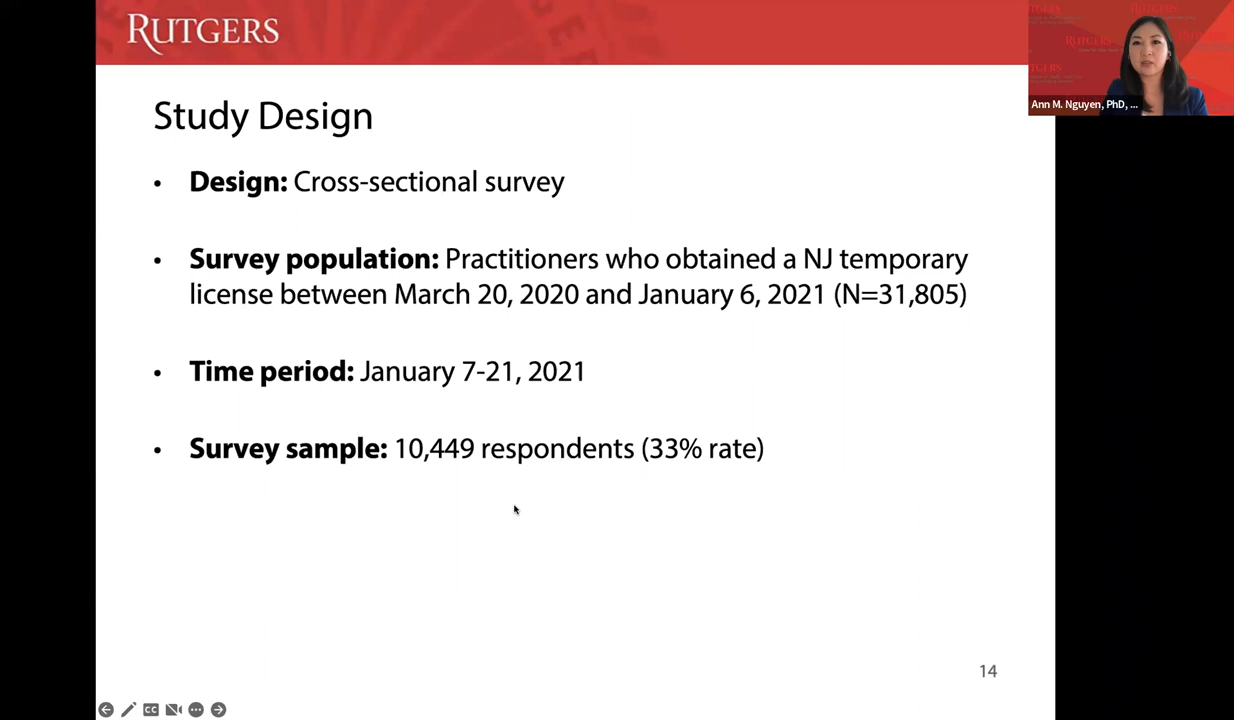 RUTGERS
Ann M. Nguyen, PhD, ...
Study Design
• Design: Cross-sectional survey
• Survey population: Practitioners who obtained a NJ temporary
license between March 20, 2020 and January 6, 2021 (N=31,805)
• Time period: January 7-21, 2021
• Survey sample: 10,449 respondents (33% rate)
14
CC